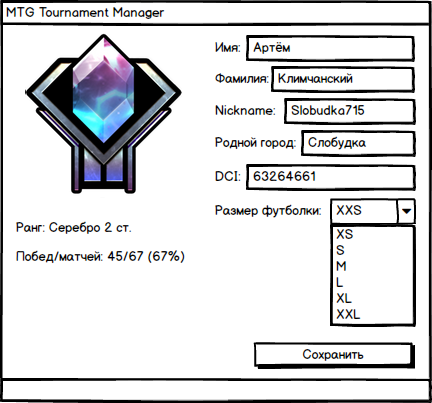 MTG Tournament Manager
Имя: Артём
Фамилия: Климчанский
Nickname: Slobudka715
Родной город: Слобудка
DCI: 63264661
Размер футболки: XXS
XS
S
M
L
XL
XXL
Ранг: Серебро 2 ст.
Побед/матчей: 45/67 (67%)
Сохранить